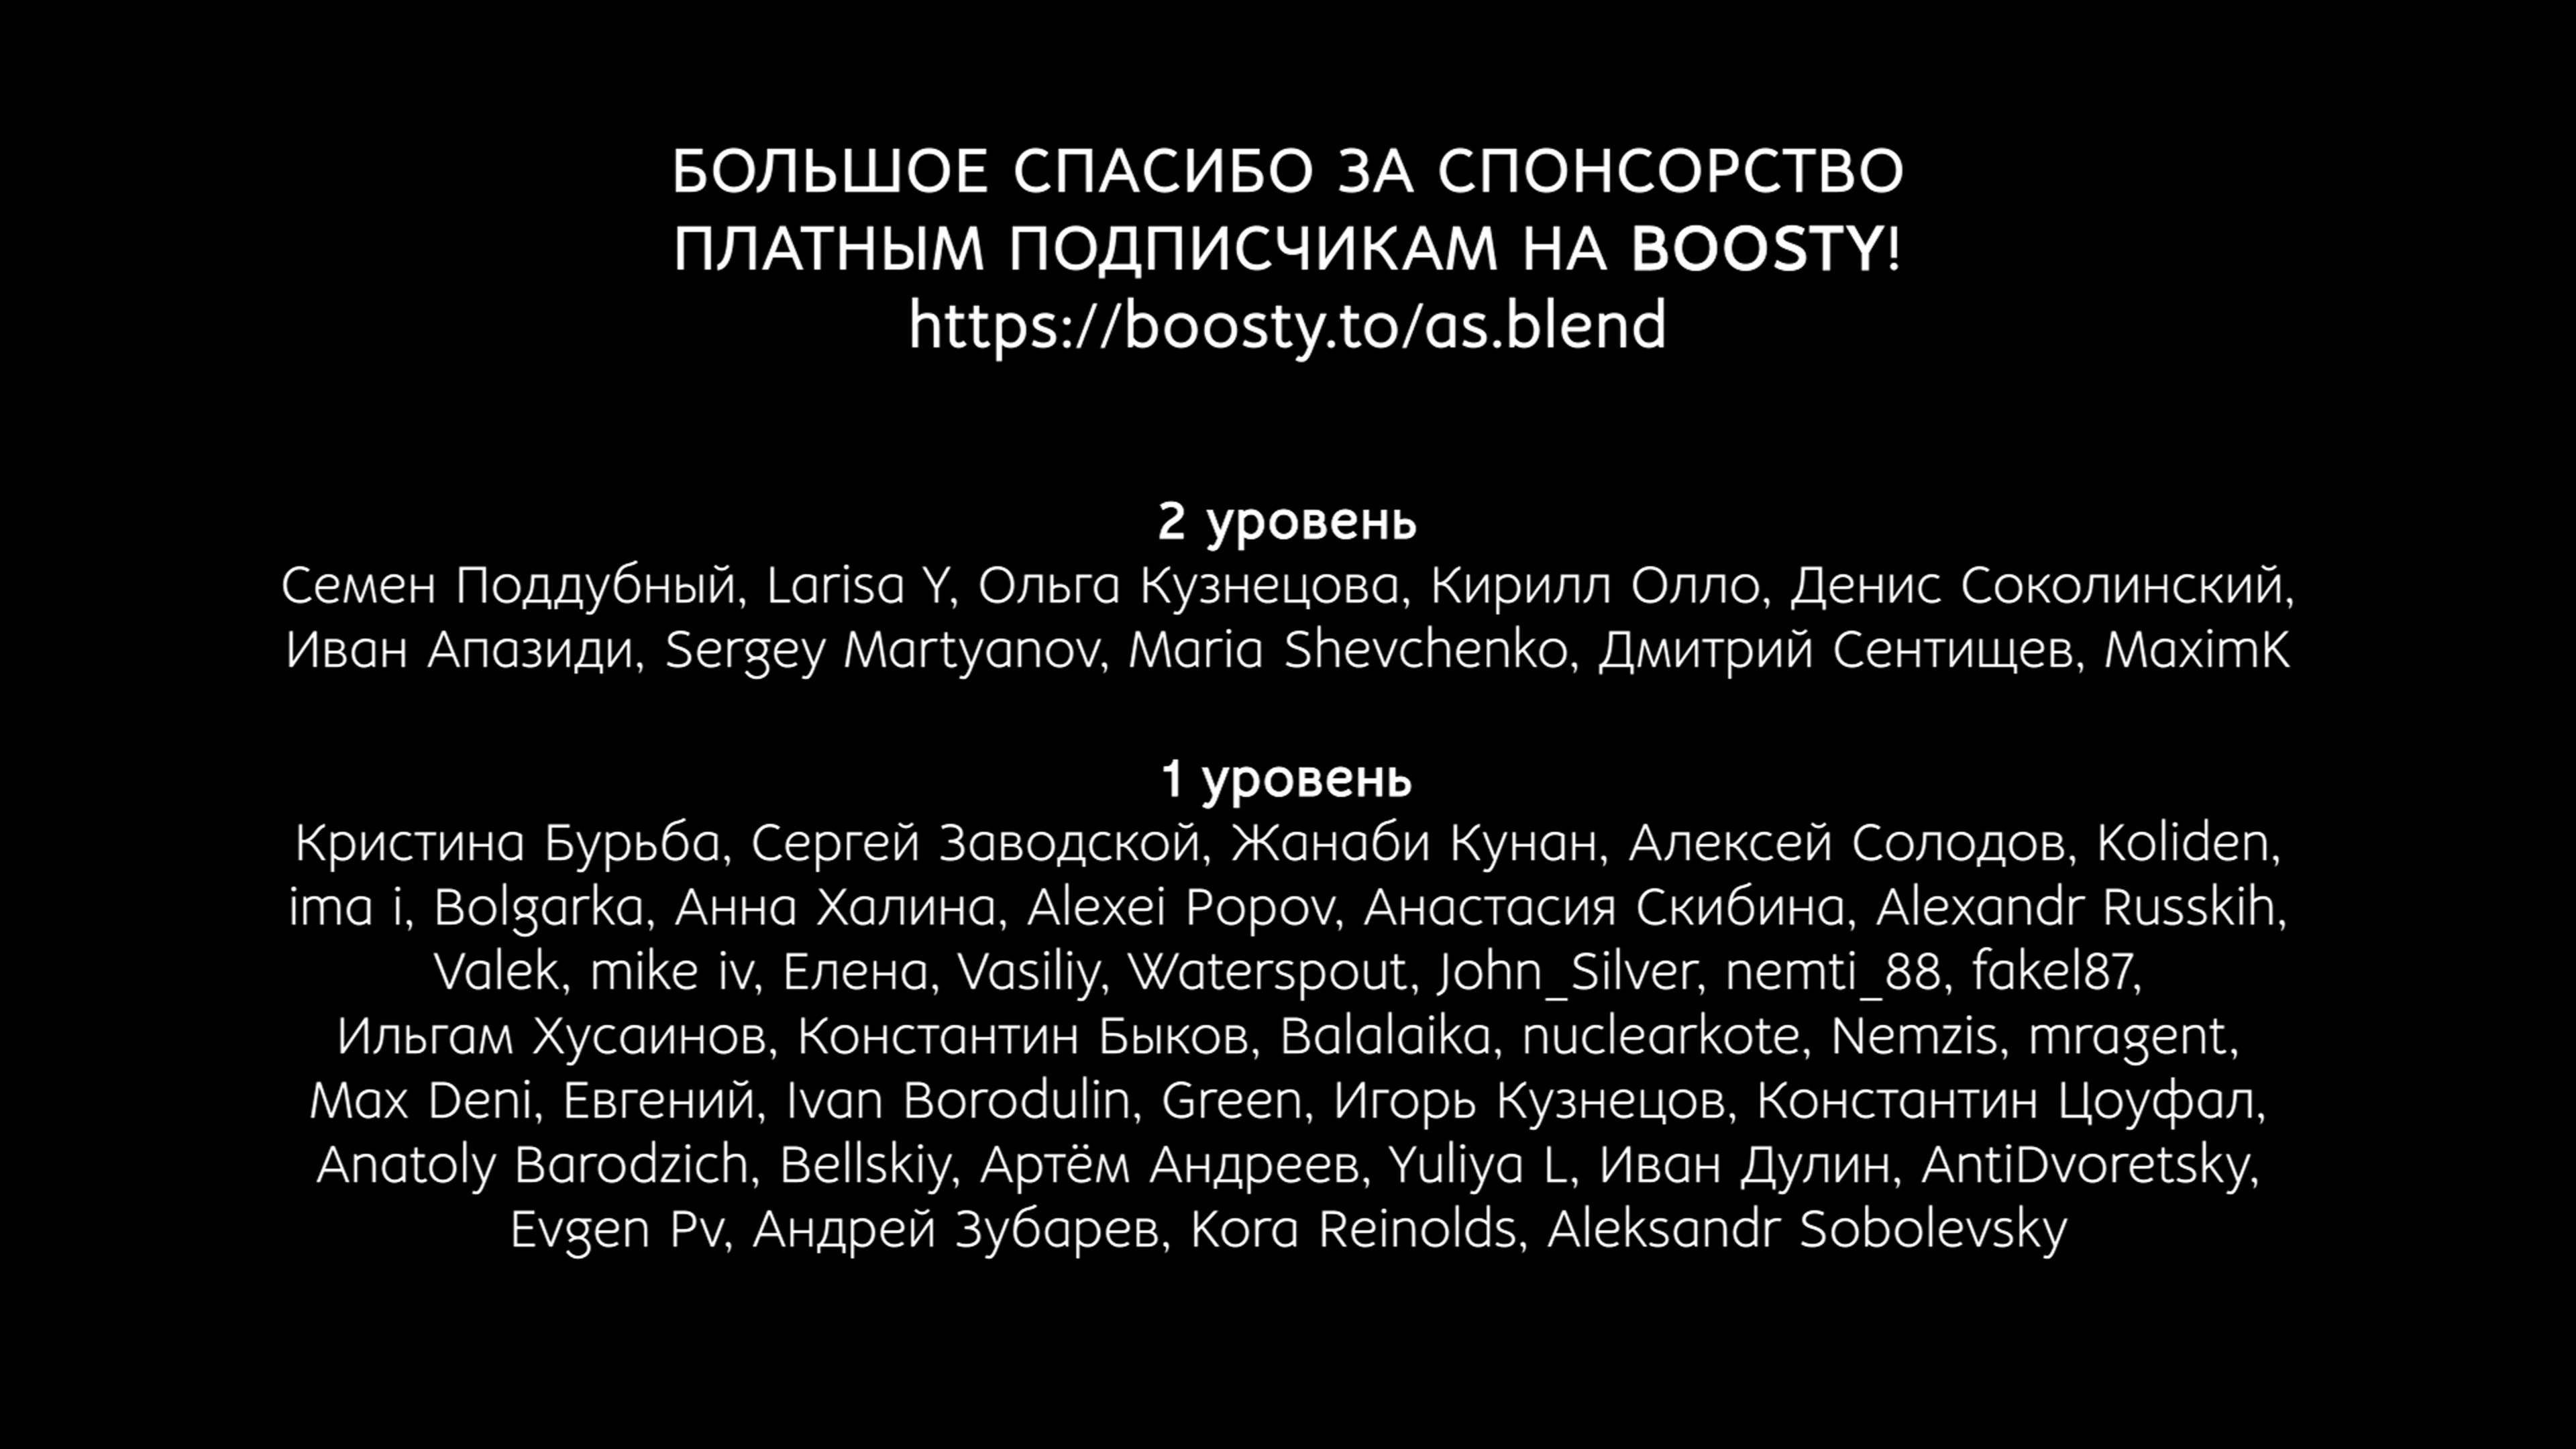 БОЛЬШОЕ СПАСИБО ЗА СПОНСОРСТВО
ПЛАТНЫМ ПОДПИСЧИКАМ НА BOOSTY!
https://boosty.to/as.blend
2 уровень
Семен Поддубный, Larisa Y, Ольга Кузнецова, Кирилл Олло, Денис Соколинский,
Иван Апазиди, Sergey Martyanov, Maria Shevchenko, Дмитрий Сентищев, MaximK
1 уровень
Кристина Бурьба, Сергей Заводской, Жанаби Кунан, Алексей Солодов, Koliden,
ima i, Bolgarka, Анна Халина, Alexei Popov, Анастасия Скибина, Alexandr Russkih,
Valek, mike iv, Елена, Vasiliy, Waterspout, John_Silver, nemti_88, fakel87,
Ильгам Хусаинов, Константин Быков, Balalaika, nuclearkote, Nemzis, mragent,
Max Deni, Евгений, Ivan Borodulin, Green, Игорь Кузнецов, Константин Цоуфал,
Anatoly Barodzich, Bellskiy, Артём Андреев, Yuliya L, Иван Дулин, AntiDvoretsky,
Evgen Pv, Андрей Зубарев, Kora Reinolds, Aleksandr Sobolevsky